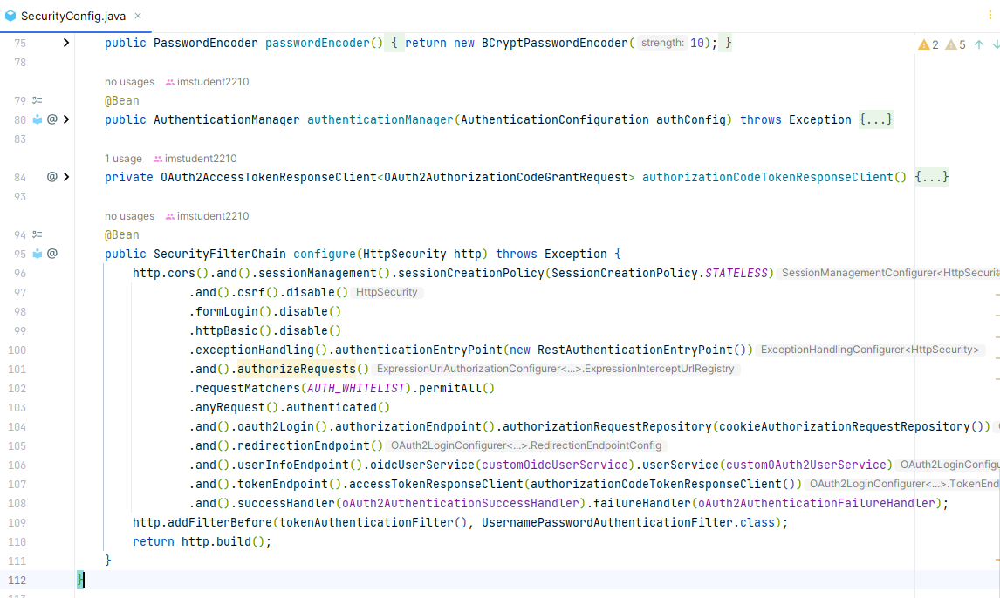 SecurityConfig.java ×
75 public PasswordEncoder passwordEncoder() { return new BCryptPasswordEncoder( strength: 10); } 2 5
78
no usages imstudent2210
79 @Bean
80 @ public AuthenticationManager authenticationManager(AuthenticationConfiguration authConfig) throws Exception {...}
83
1 usage imstudent2210
84 @ private OAuth2AccessTokenResponseClient<OAuth2AuthorizationCodeGrantRequest> authorizationCodeTokenResponseClient() {...}
93
no usages imstudent2210
94 @Bean
95 @ public SecurityFilterChain configure(HttpSecurity http) throws Exception {
96 http.cors().and().sessionManagement().sessionCreationPolicy(SessionCreationPolicy.STATELESS) SessionManagementConfigurer<HttpSecurit
97 .and().csrf().disable() HttpSecurity
98 .formLogin().disable()
99 .httpBasic().disable()
100 .exceptionHandling().authenticationEntryPoint(new RestAuthenticationEntryPoint()) ExceptionHandlingConfigurer<HttpSecurity>
101 .and().authorizeRequests() ExpressionUrlAuthorizationConfigurer<...>.ExpressionInterceptUrlRegistry
102 .requestMatchers(AUTH_WHITELIST).permitAll()
103 .anyRequest().authenticated()
104 .and().oauth2Login().authorizationEndpoint().authorizationRequestRepository(cookieAuthorizationRequestRepository())
105 .and().redirectionEndpoint() OAuth2LoginConfigurer<...>.RedirectionEndpointConfig
106 .and().userInfoEndpoint().oidcUserService(customOidcUserService).userService(customOAuth2UserService) OAuth2LoginConfigu
107 .and().tokenEndpoint().accessTokenResponseClient(authorizationCodeTokenResponseClient()) OAuth2LoginConfigurer<...>.TokenEnd
108 .and().successHandler(oAuth2AuthenticationSuccessHandler).failureHandler(oAuth2AuthenticationFailureHandler);
109 http.addFilterBefore(tokenAuthenticationFilter(), UsernamePasswordAuthenticationFilter.class);
110 return http.build();
111 }
112 }